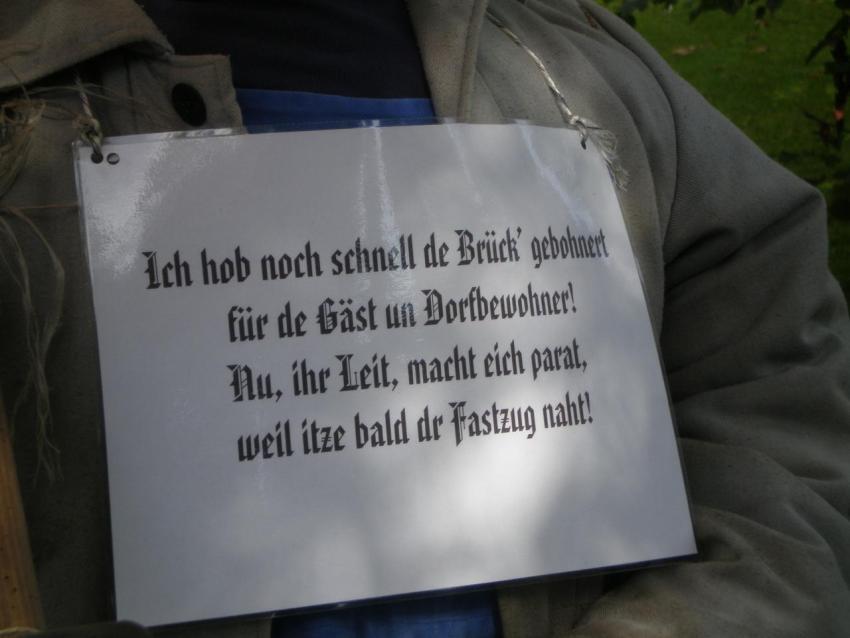 Ich hob noch schnell de Brück' gebohnert
für de Gäst un Dorfbewohner!
Nu, ihr Leit, macht eich parat,
weil itze bald dr Fastzug naht!